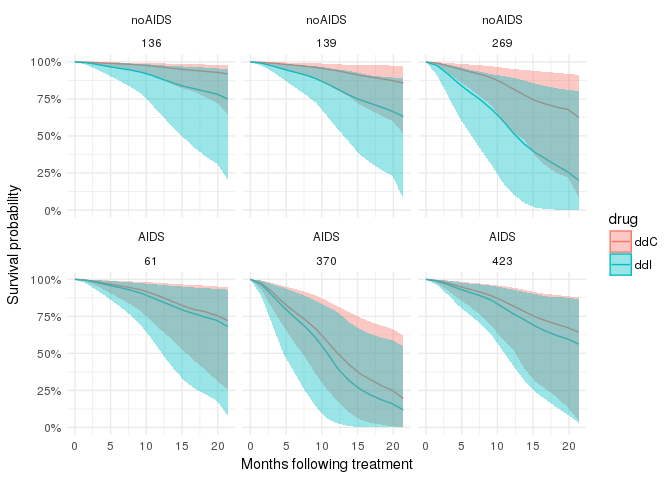 noAIDS noAIDS noAIDS
136 139 269
100%
75%
50%
25%
0%
AIDS AIDS AIDS
61 370 423
100%
75%
50%
25%
0%
0 5 10 15 20 0 5 10 15 20 0 5 10 15 20
Months following treatment
Survival probability
drug
ddC
ddI